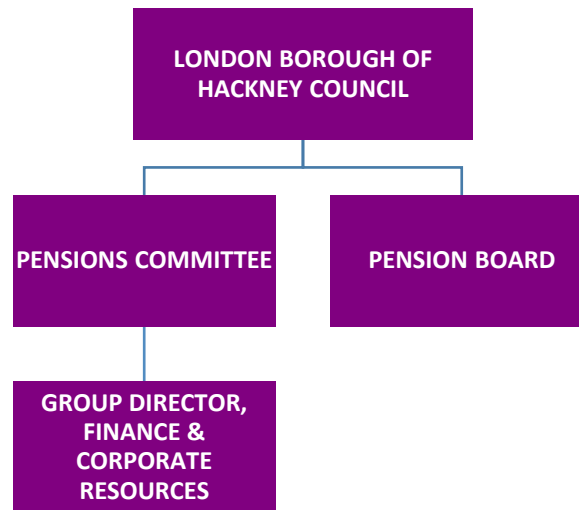 LONDON BOROUGH OF
HACKNEY COUNCIL
PENSIONS COMMITTEE
PENSION BOARD
GROUP DIRECTOR,
FINANCE &
CORPORATE
RESOURCES